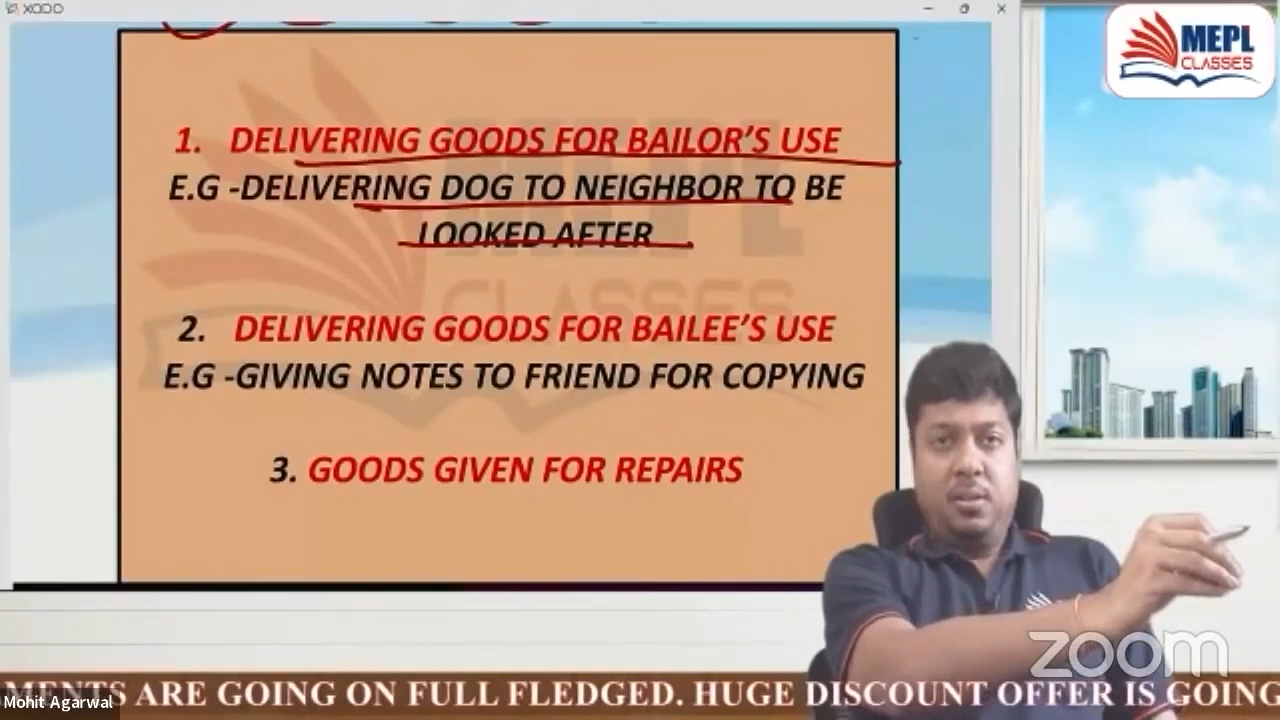 XODO
MEPL
CLASSES
1. DELIVERING GOODS FOR BAILOR'S USE
E.G -DELIVERING DOG TO NEIGHBOR TO BE
LOOKED AFTER
MEPL
CLASSES
2. DELIVERING GOODS FOR BAILEE'S USE
E.G -GIVING NOTES TO FRIEND FOR COPYING
3. GOODS GIVEN FOR REPAIRS
zoom
MENTS ARE GOING ON FULL FLEDGED. HUGE DISCOUNT OFFER IS GOING
Mohit Agarwal